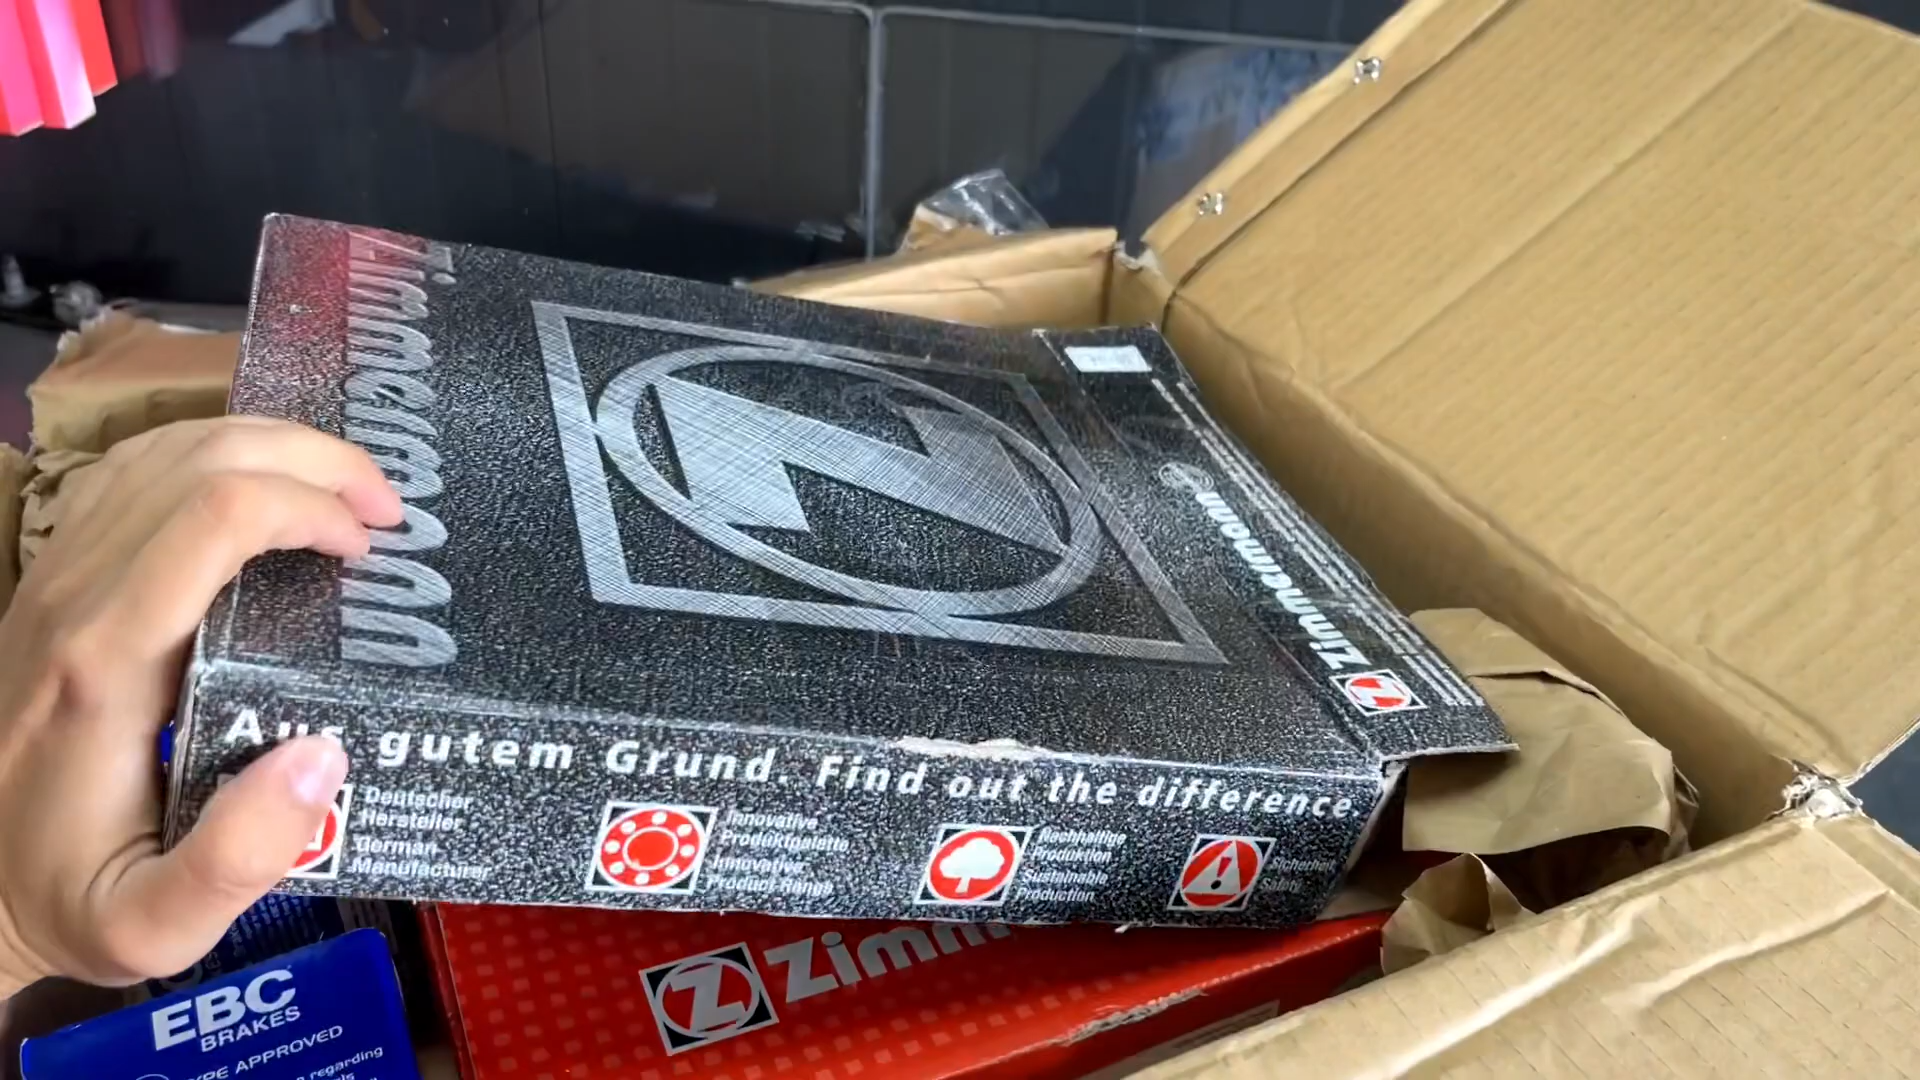 Zimmermann
Zimmermann
Aus gutem Grund. Find out the difference.
Deutscher
Hersteller
German
Manufacturer
Innovative
Produktpalette
Innovative
Product Range
Nachhaltige
Produktion
Sustainable
Production
Sicherheit
Safety
Z Zimm
EBC
BRAKES
YPE APPROVED
regarding